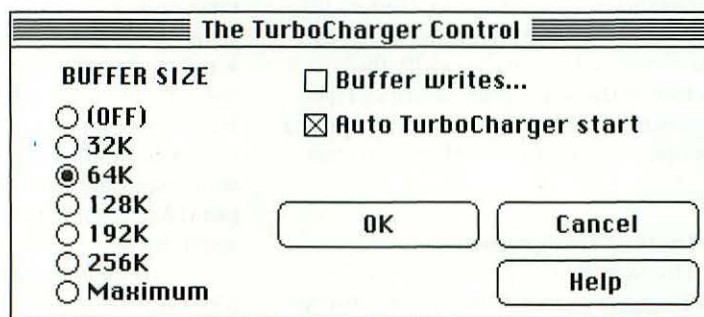 The TurboCharger Control
BUFFER SIZE
(OFF)
32K
64K
128K
192K
256K
Maximum
Buffer writes...
Auto TurboCharger start
OK
Cancel
Help